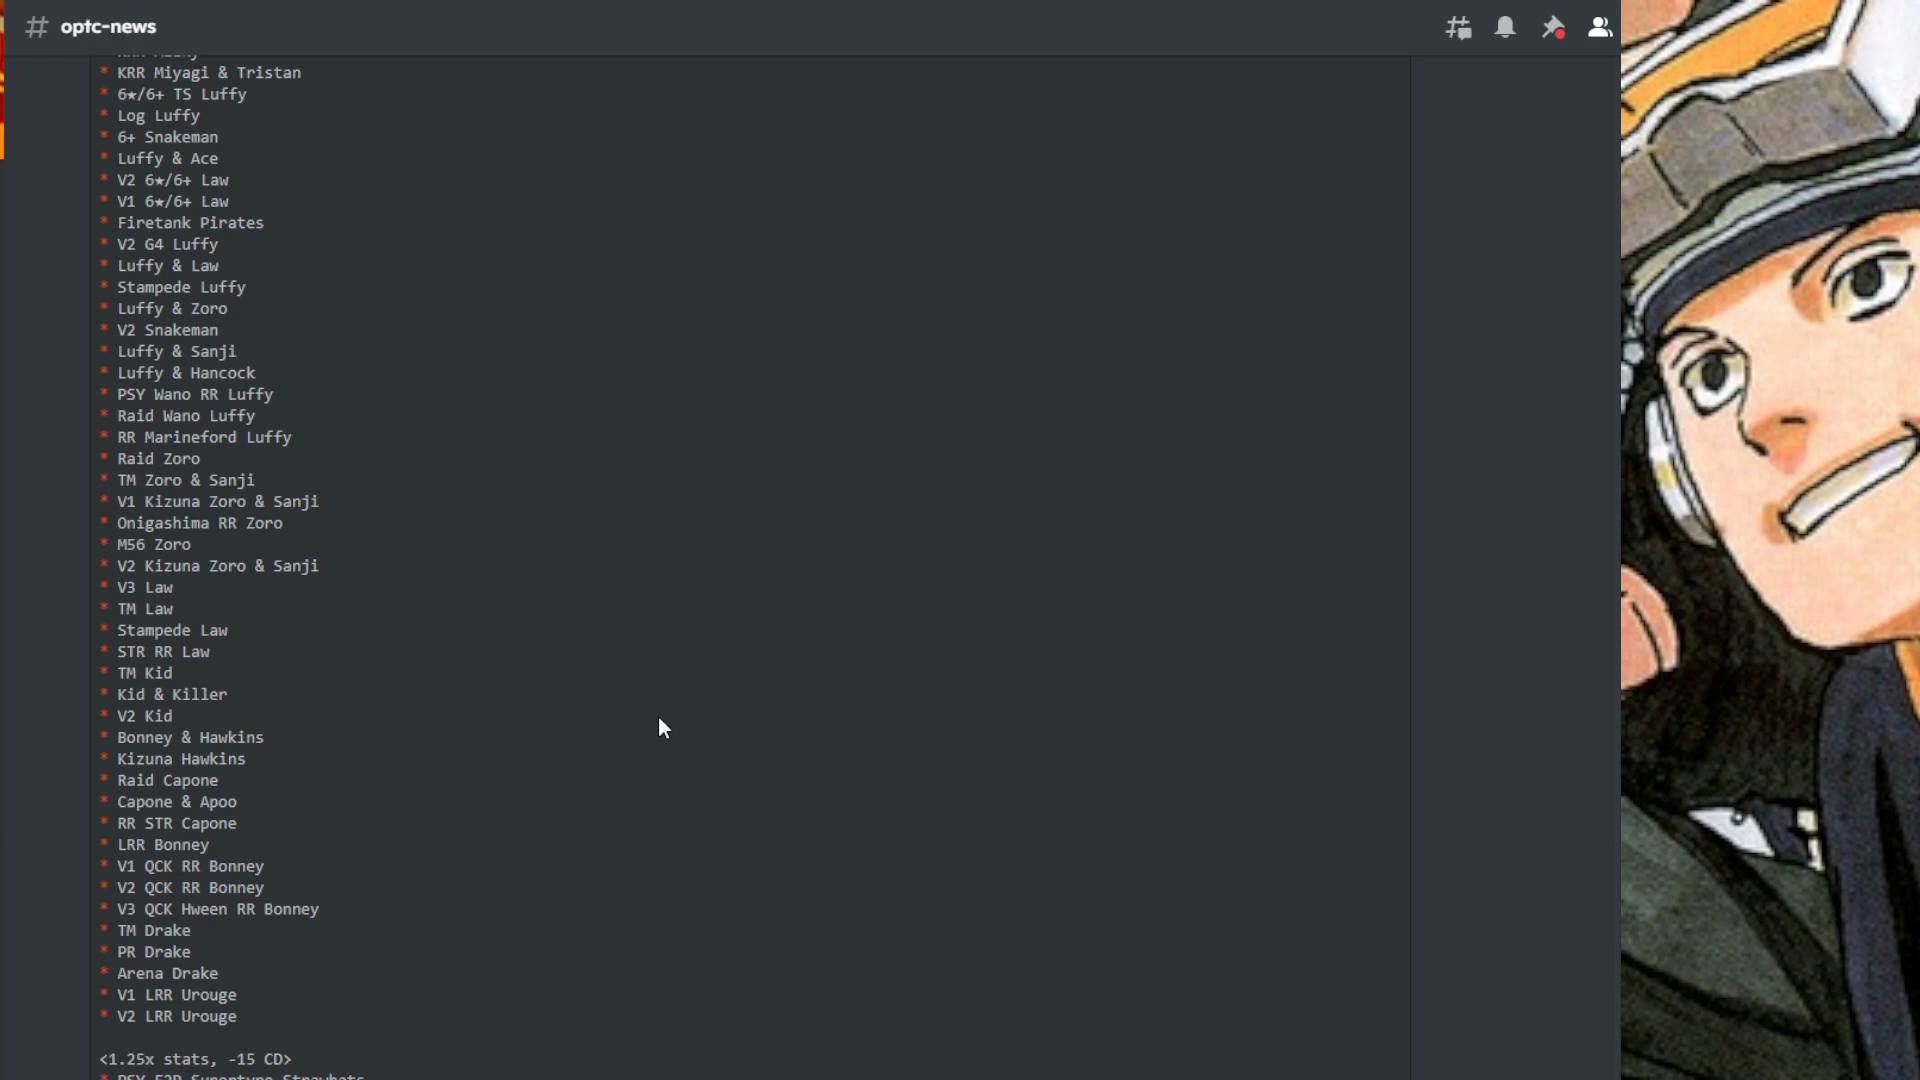 # optc-news
* KRR Miyagi & Tristan
* 6★/6+ TS Luffy
* Log Luffy
* 6+ Snakeman
* Luffy & Ace
* V2 6★/6+ Law
* V1 6★/6+ Law
* Firetank Pirates
* V2 G4 Luffy
* Luffy & Law
* Stampede Luffy
* Luffy & Zoro
* V2 Snakeman
* Luffy & Sanji
* Luffy & Hancock
* PSY Wano RR Luffy
* Raid Wano Luffy
* RR Marineford Luffy
* Raid Zoro
* TM Zoro & Sanji
* V1 Kizuna Zoro & Sanji
* Onigashima RR Zoro
* M56 Zoro
* V2 Kizuna Zoro & Sanji
* V3 Law
* TM Law
* Stampede Law
* STR RR Law
* TM Kid
* Kid & Killer
* V2 Kid
* Bonney & Hawkins
* Kizuna Hawkins
* Raid Capone
* Capone & Apoo
* RR STR Capone
* LRR Bonney
* V1 QCK RR Bonney
* V2 QCK RR Bonney
* V3 QCK Hween RR Bonney
* TM Drake
* PR Drake
* Arena Drake
* V1 LRR Urouge
* V2 LRR Urouge
<1.25x stats, -15 CD>